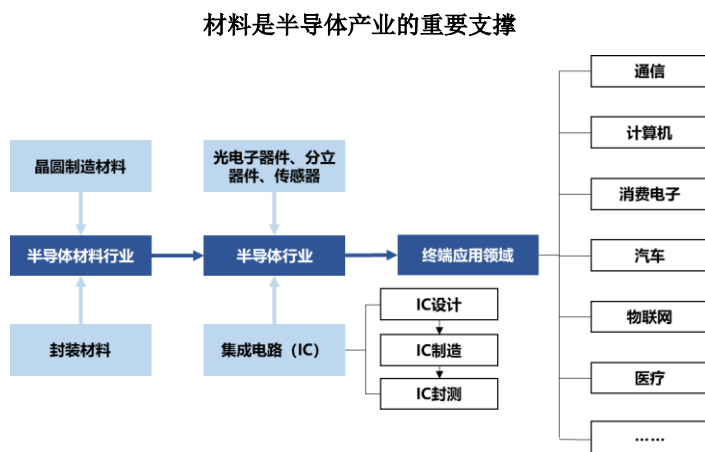 材料是半导体产业的重要支撑
通信
计算机
晶圆制造材料
光电子器件、分立
器件、传感器
消费电子
半导体材料行业
半导体行业
终端应用领域
汽车
IC设计
物联网
封装材料
集成电路（IC）
IC制造
医疗
IC封测
……